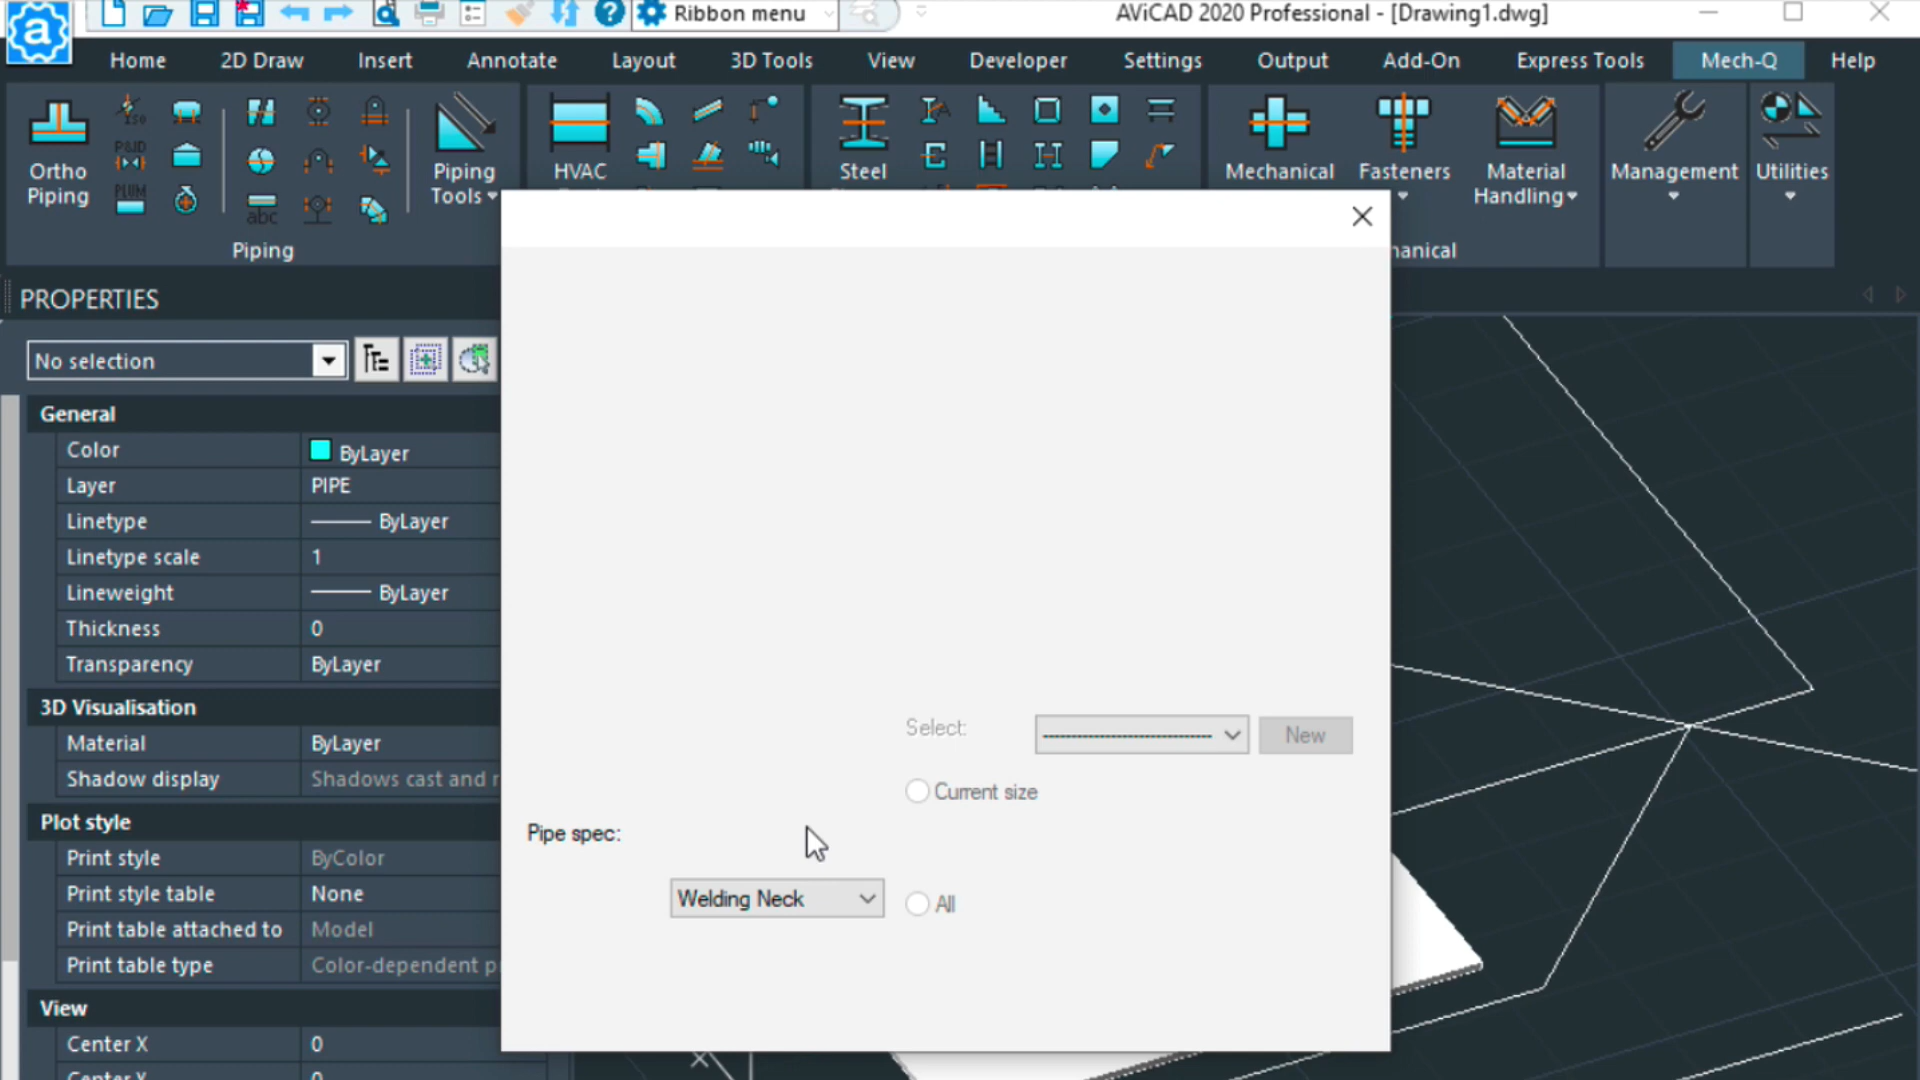 Ribbon menu
AViCAD 2020 Professional - [Drawing1.dwg]
Home
2D Draw
Insert
Annotate
Layout
3D Tools
View
Developer
Settings
Output
Add-On
Express Tools
Mech-Q
Help
Ortho
Piping
ISO
P&ID
abc
Piping
Tools
Piping
HVAC
Steel
Mechanical
Fasteners
Material
Handling
Management
Utilities
hanical
PROPERTIES
No selection
General
Color ByLayer
Layer PIPE
Linetype ByLayer
Linetype scale 1
Lineweight ByLayer
Thickness 0
Transparency ByLayer
3D Visualisation
Material ByLayer
Shadow display Shadows cast and r
Plot style
Print style ByColor
Print style table None
Print table attached to Model
Print table type Color-dependent p
View
Center X 0
Select:
New
Current size
Pipe spec:
Welding Neck
All